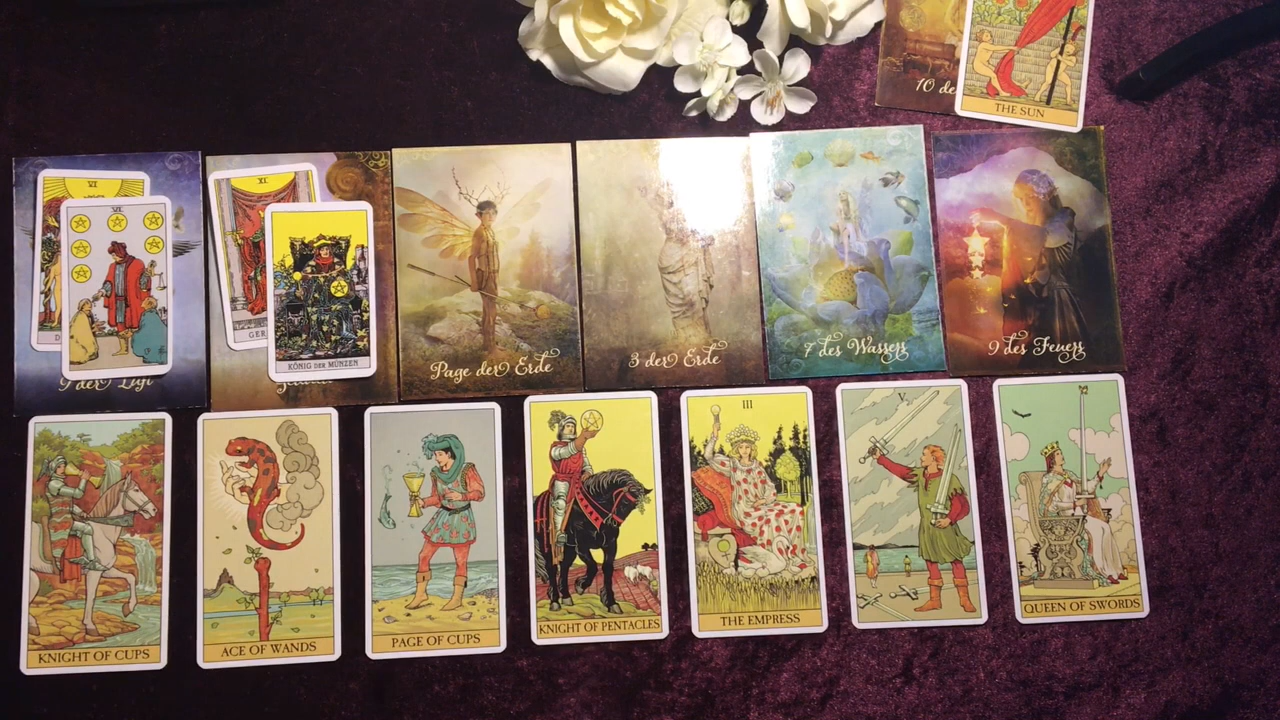 10 de
THE SUN
VI
VI
XI
KÖNIG DER MÜNZEN
GER
D
9 der Luft
Page der Erde
3 der Erde
7 des Wassers
9 des Feuers
III
V
KNIGHT OF CUPS
ACE OF WANDS
PAGE OF CUPS
KNIGHT OF PENTACLES
THE EMPRESS
QUEEN OF SWORDS